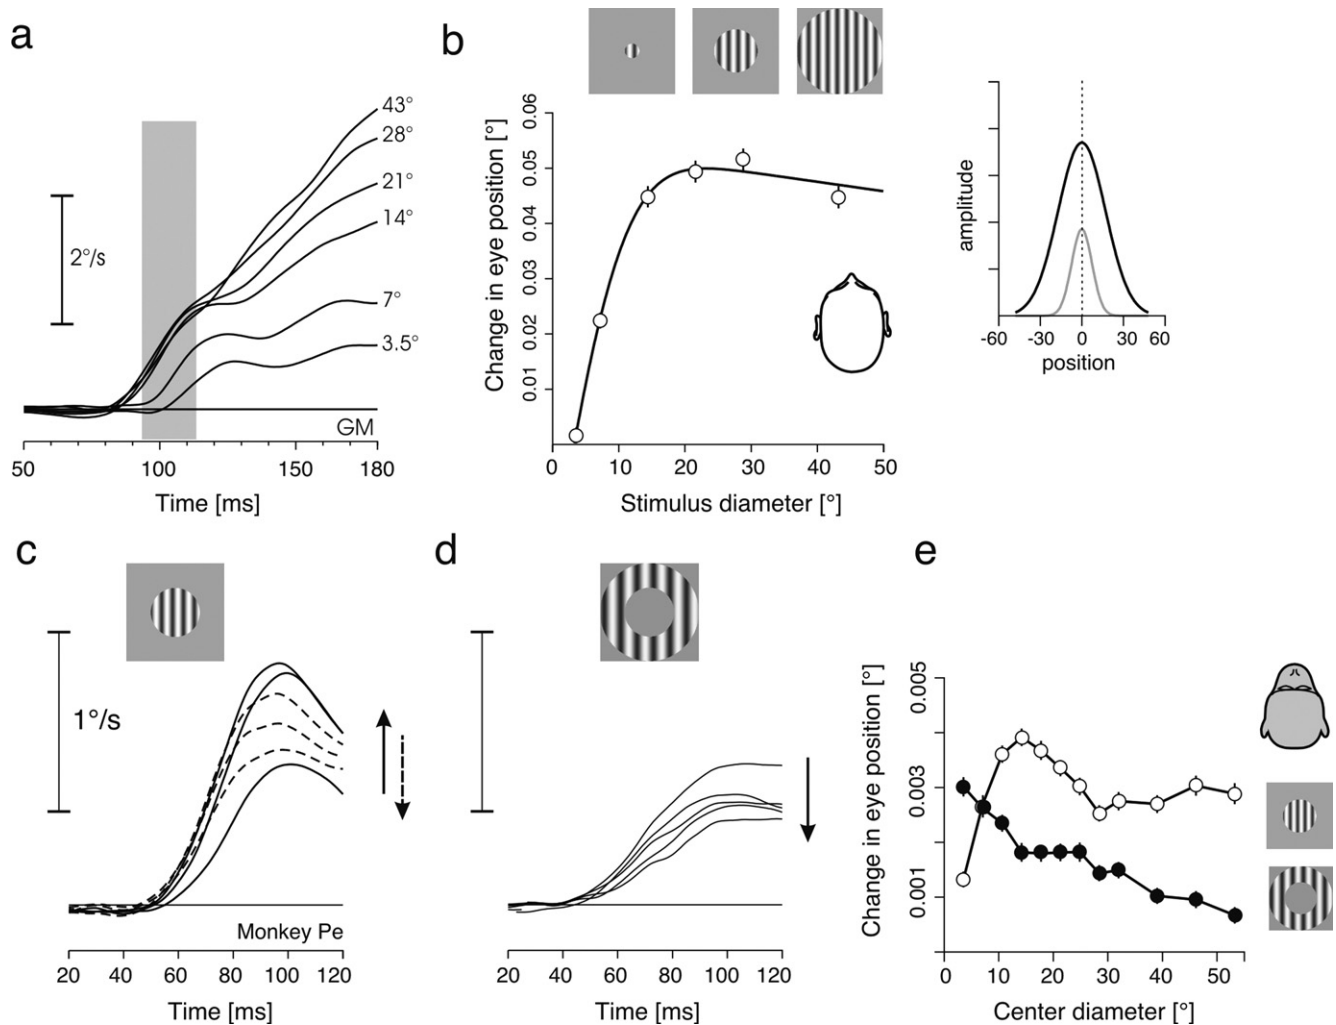 a
43°
28°
21°
14°
7°
3.5°
2°/s
GM
50
100
150
180
Time [ms]
b
Change in eye position [°]
0.06
0.05
0.04
0.03
0.02
0.01
0
10
20
30
40
50
Stimulus diameter [°]
amplitude
-60
-30
0
30
60
position
c
1°/s
Monkey Pe
20
40
60
80
100
120
Time [ms]
d
20
40
60
80
100
120
Time [ms]
e
Change in eye position [°]
0.005
0.003
0.001
0
10
20
30
40
50
Center diameter [°]